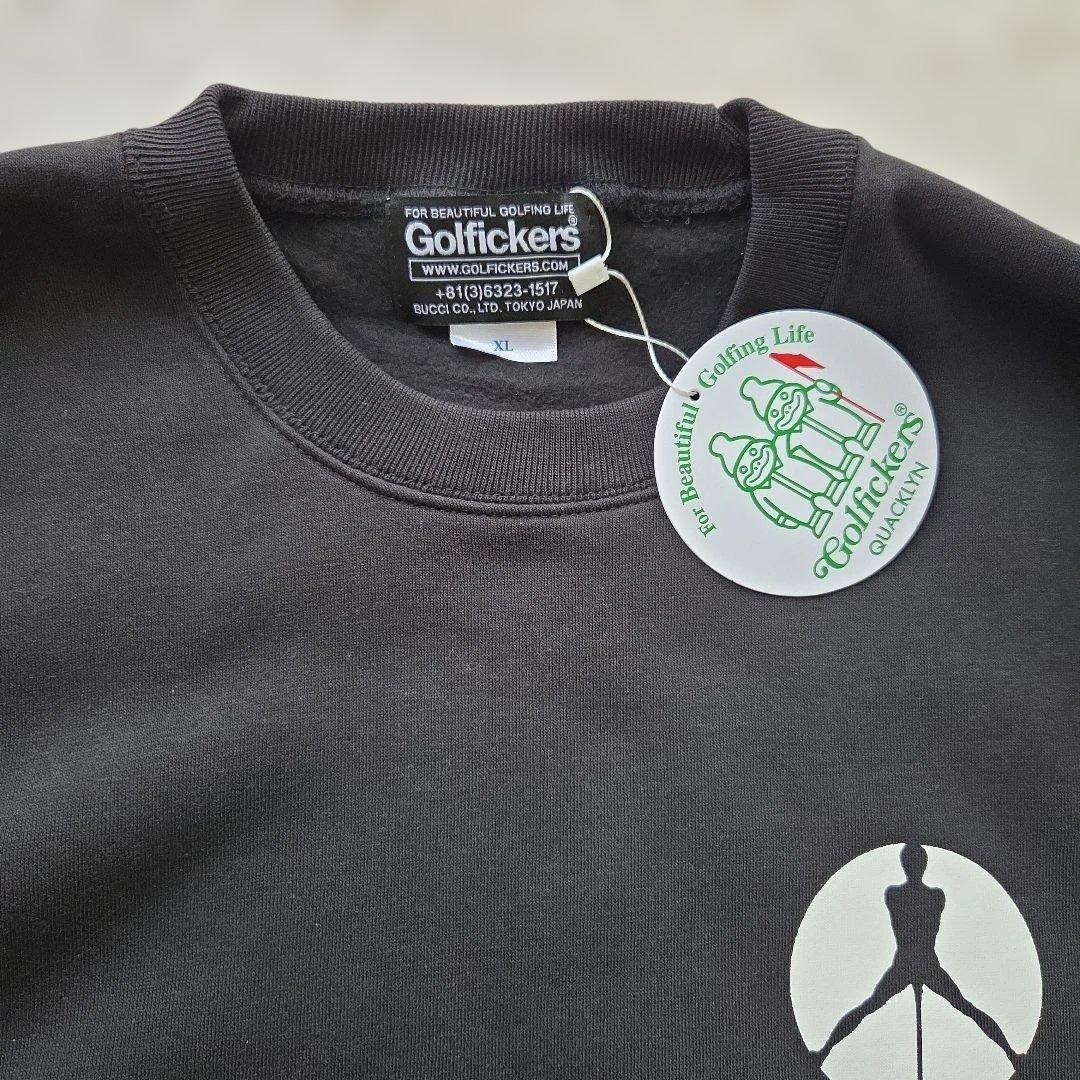 FOR BEAUTIFUL GOLFING LIFE
Golfickers®
WWW.GOLFICKERS.COM
+81(3)6323-1517
BUCCI CO., LTD. TOKYO JAPAN
XL
For Beautiful Golfing Life
Golfickers®
QUACKLYN